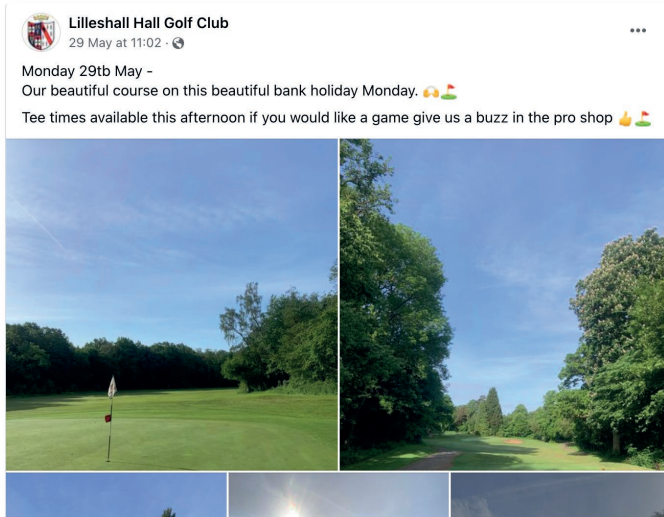 Lilleshall Hall Golf Club
29 May at 11:02 ·
Monday 29tb May -
Our beautiful course on this beautiful bank holiday Monday. 🙌⛳
Tee times available this afternoon if you would like a game give us a buzz in the pro shop 👍⛳